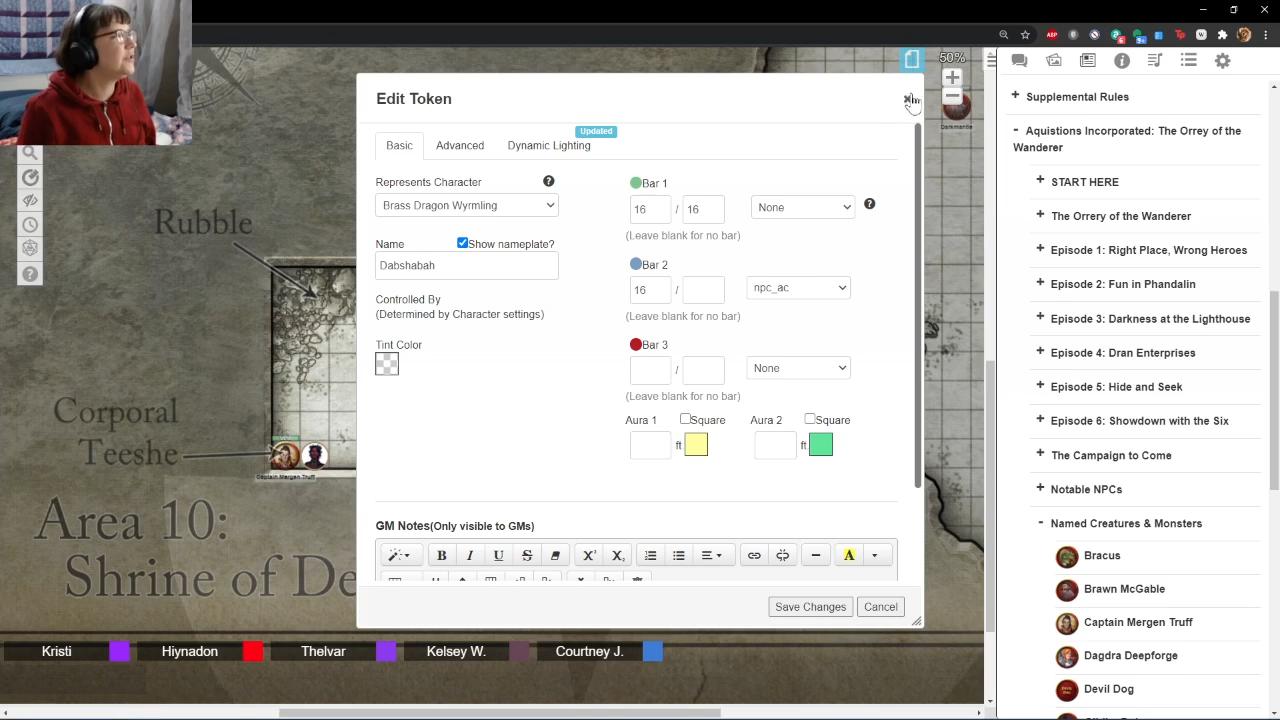 50%
Darkmantle
Rubble
Corporal
Teeshe
Captain Mergen Truff
Area 10:
Shrine of De
Edit Token
Updated
Basic
Advanced
Dynamic Lighting
Represents Character
Brass Dragon Wyrmling
Name
Show nameplate?
Dabshabah
Controlled By
(Determined by Character settings)
Tint Color
Bar 1
16 / 16
None
(Leave blank for no bar)
Bar 2
16 /
npc_ac
(Leave blank for no bar)
Bar 3
/
None
(Leave blank for no bar)
Aura 1
Square
Aura 2
Square
ft
ft
GM Notes(Only visible to GMs)
B I U S X² X₂ A
Save Changes
Cancel
Kristi
Hiynadon
Thelvar
Kelsey W.
Courtney J.
+ Supplemental Rules
- Aquistions Incorporated: The Orrey of the
Wanderer
+ START HERE
+ The Orrery of the Wanderer
+ Episode 1: Right Place, Wrong Heroes
+ Episode 2: Fun in Phandalin
+ Episode 3: Darkness at the Lighthouse
+ Episode 4: Dran Enterprises
+ Episode 5: Hide and Seek
+ Episode 6: Showdown with the Six
+ The Campaign to Come
+ Notable NPCs
- Named Creatures & Monsters
Bracus
Brawn McGable
Captain Mergen Truff
Dagdra Deepforge
Devil Dog